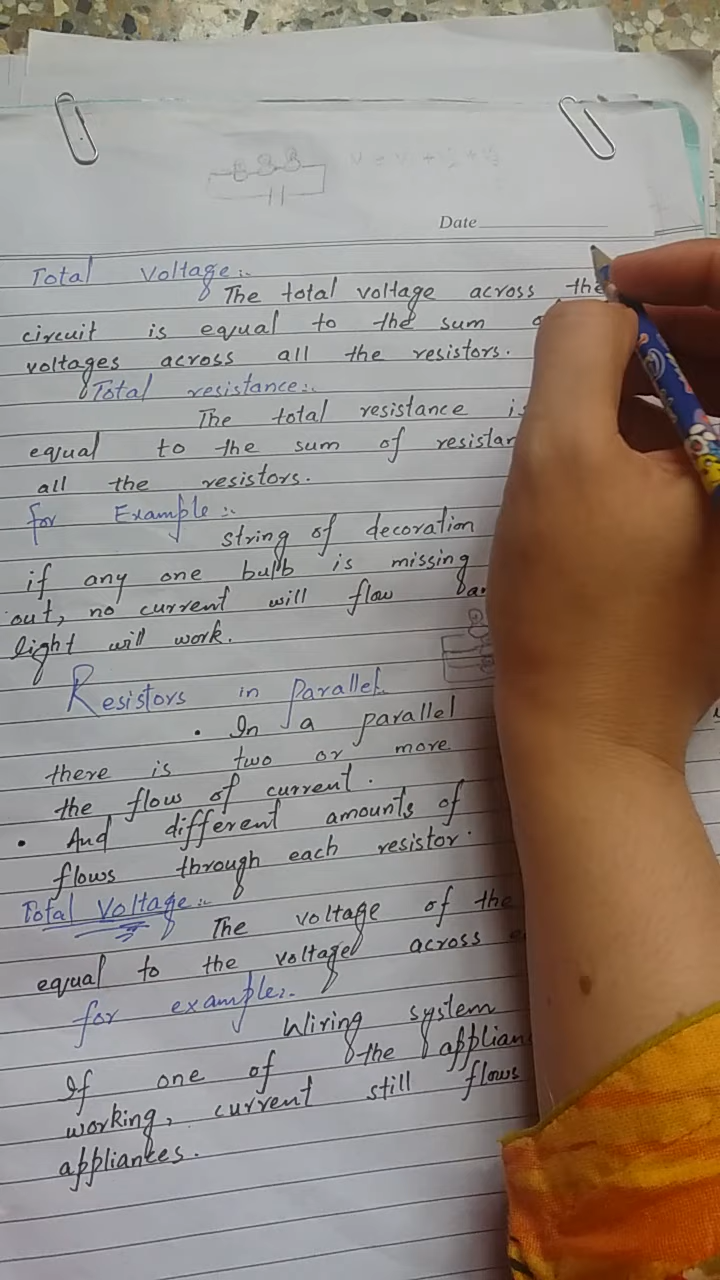 Date
Total Voltage:.
The total voltage across the
circuit is equal to the sum
voltages across all the resistors.
Total resistance:.
The total resistance is
equal to the sum of resistan
all the resistors.
for Example:.
string of decoration
if any one bulb is missing
out, no current will flow
light will work.
Resistors in parallel
• In a parallel
there is two or more
the flow of current.
• And different amounts of
flows through each resistor.
Total Voltage:.
The voltage of the
equal to the voltage across
for example:.
Wiring system
If one of the applian
working, current still flows
appliances.